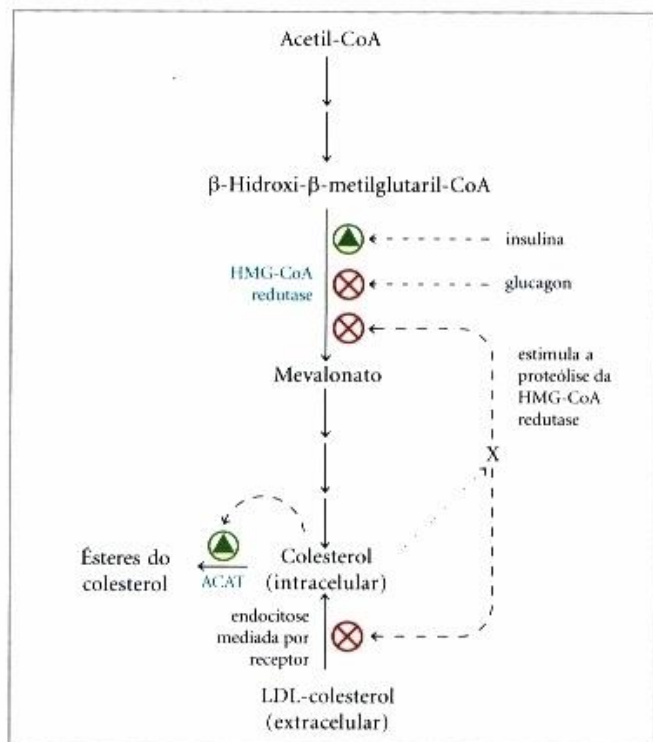 Acetil-CoA
β-Hidroxi-β-metilglutaril-CoA
insulina
HMG-CoA
redutase
glucagon
estimula a
proteólise da
HMG-CoA
redutase
Mevalonato
X
Ésteres do
colesterol
ACAT
Colesterol
(intracelular)
endocitose
mediada por
receptor
LDL-colesterol
(extracelular)